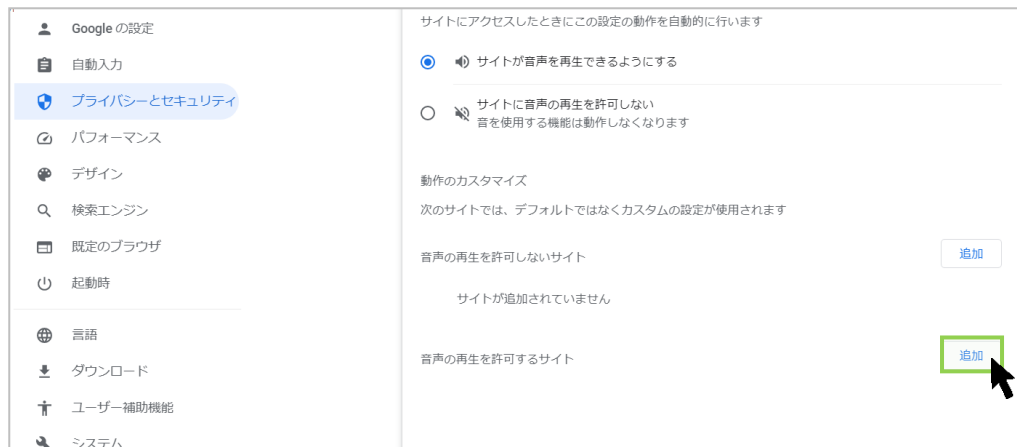 Google の設定
自動入力
プライバシーとセキュリティ
パフォーマンス
デザイン
検索エンジン
既定のブラウザ
起動時
言語
ダウンロード
ユーザー補助機能
システム
サイトにアクセスしたときにこの設定の動作を自動的に行います
サイトが音声を再生できるようにする
サイトに音声の再生を許可しない
音を使用する機能は動作しなくなります
動作のカスタマイズ
次のサイトでは、デフォルトではなくカスタムの設定が使用されます
音声の再生を許可しないサイト
追加
サイトが追加されていません
音声の再生を許可するサイト
追加